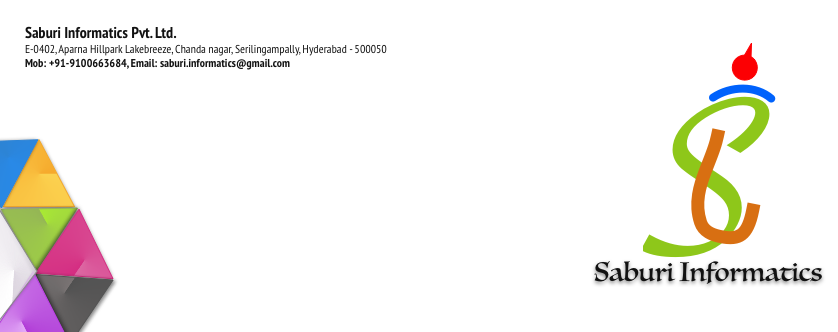 Saburi Informatics Pvt. Ltd.
E-0402, Aparna Hillpark Lakebreeze, Chanda nagar, Serilingampally, Hyderabad - 500050
Mob: +91-9100663684, Email: saburi.informatics@gmail.com
Saburi Informatics